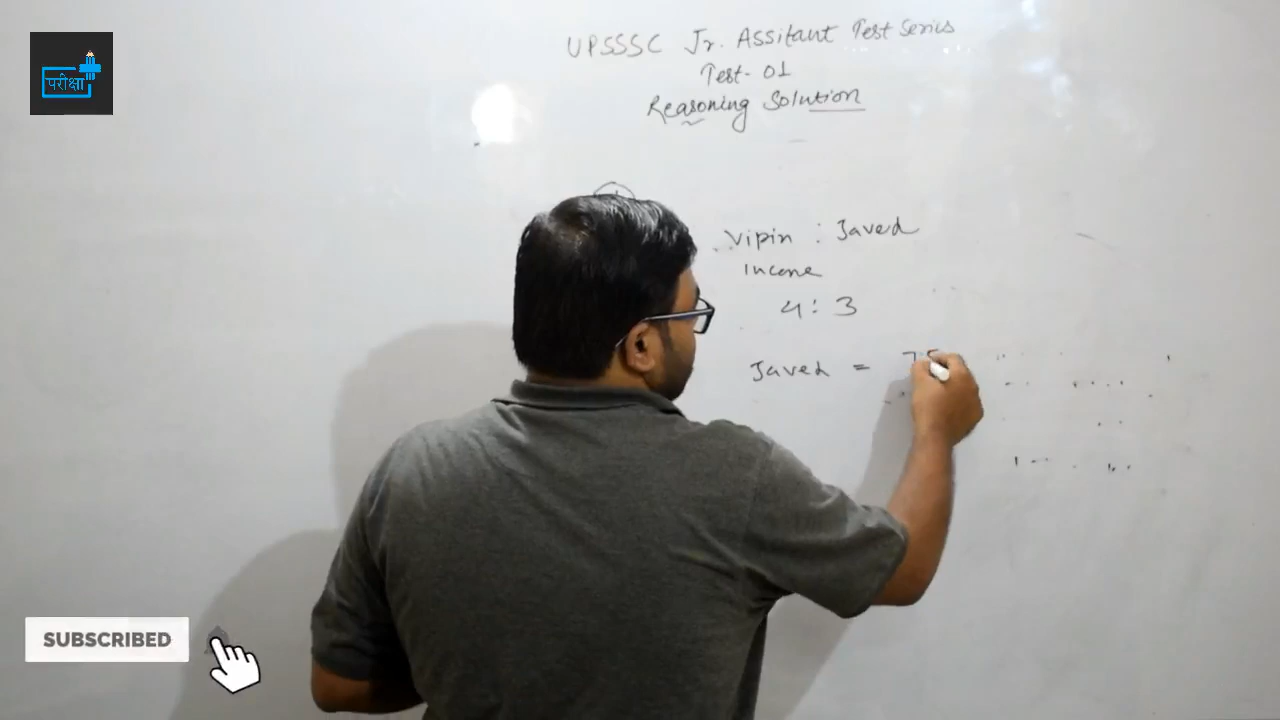 परीक्षा
UPSSSC Jr. Assitant Test Series
Test- 01
Reasoning Solution
Vipin : Javed
Income
4 : 3
Javed =
SUBSCRIBED